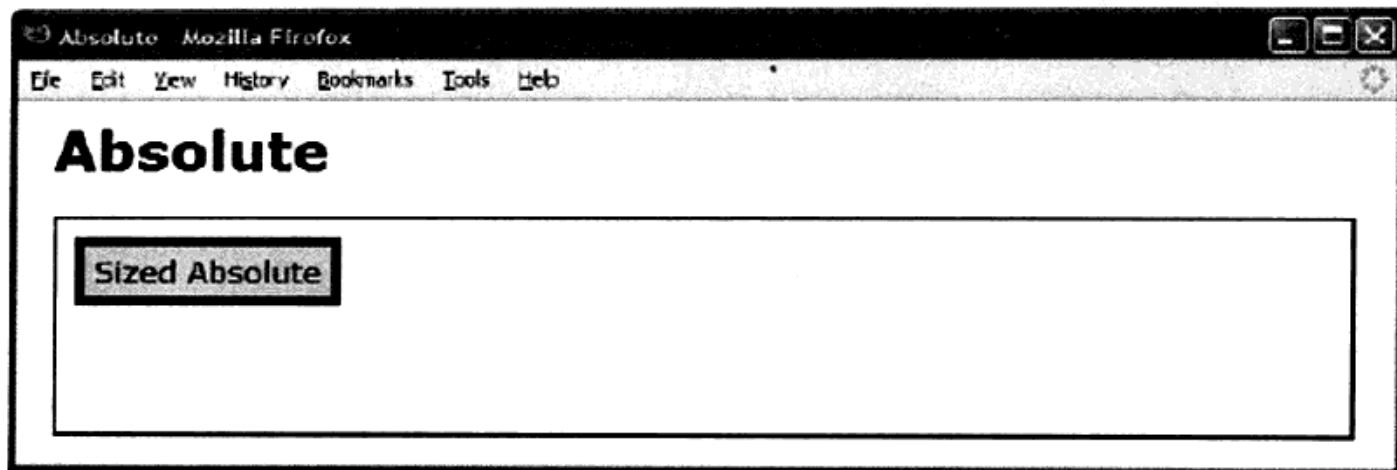 Absolute Mozilla Firefox
File Edit View History Bookmarks Tools Help
Absolute
Sized Absolute